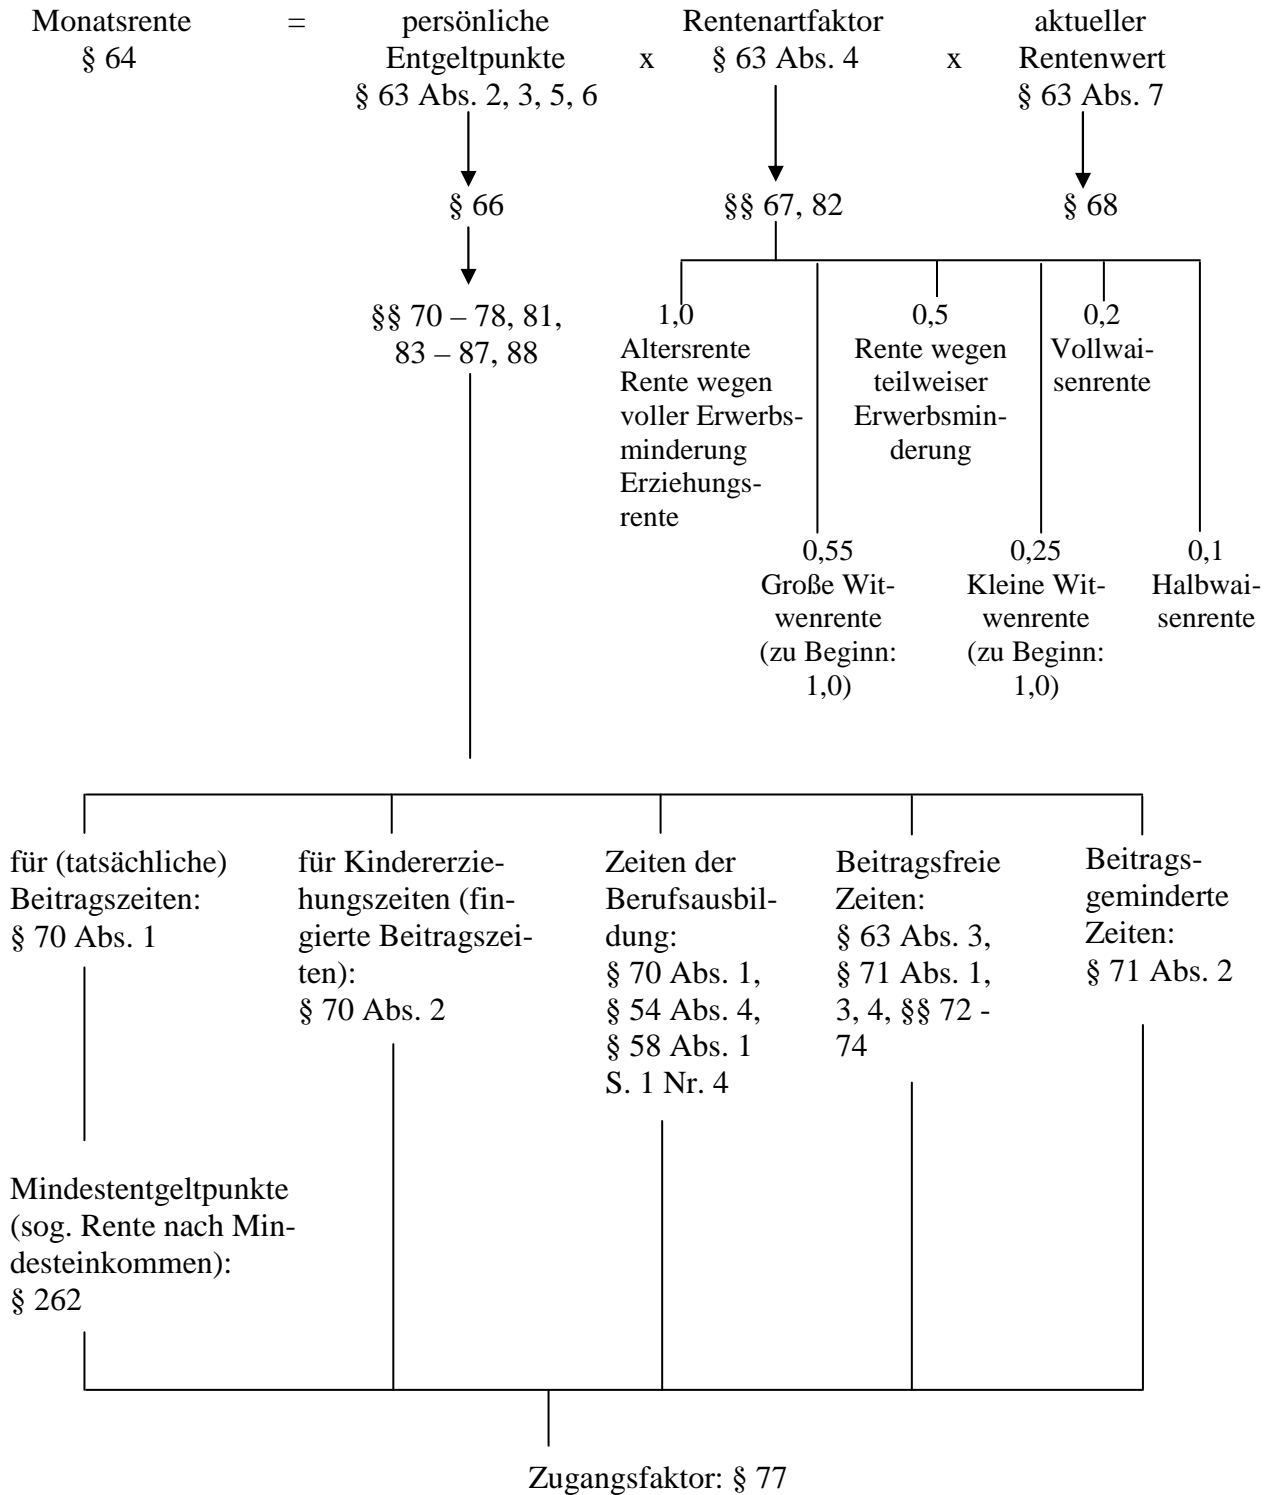 Monatsrente = persönliche Rentenartfaktor aktueller
§ 64 Entgeltpunkte x § 63 Abs. 4 x Rentenwert
§ 63 Abs. 2, 3, 5, 6 § 63 Abs. 7
§ 66 §§ 67, 82 § 68
§§ 70 – 78, 81,
83 – 87, 88
1,0
Altersrente
Rente wegen
voller Erwerbs-
minderung
Erziehungs-
rente
0,5
Rente wegen
teilweiser
Erwerbsmin-
derung
0,2
Vollwai-
senrente
0,55
Große Wit-
wenrente
(zu Beginn:
1,0)
0,25
Kleine Wit-
wenrente
(zu Beginn:
1,0)
0,1
Halbwai-
senrente
für (tatsächliche)
Beitragszeiten:
§ 70 Abs. 1
für Kindererzie-
hungszeiten (fin-
gierte Beitragszei-
ten):
§ 70 Abs. 2
Zeiten der
Berufsausbil-
dung:
§ 70 Abs. 1,
§ 54 Abs. 4,
§ 58 Abs. 1
S. 1 Nr. 4
Beitragsfreie
Zeiten:
§ 63 Abs. 3,
§ 71 Abs. 1,
3, 4, §§ 72 -
74
Beitrags-
geminderte
Zeiten:
§ 71 Abs. 2
Mindestentgeltpunkte
(sog. Rente nach Min-
desteinkommen):
§ 262
Zugangsfaktor: § 77